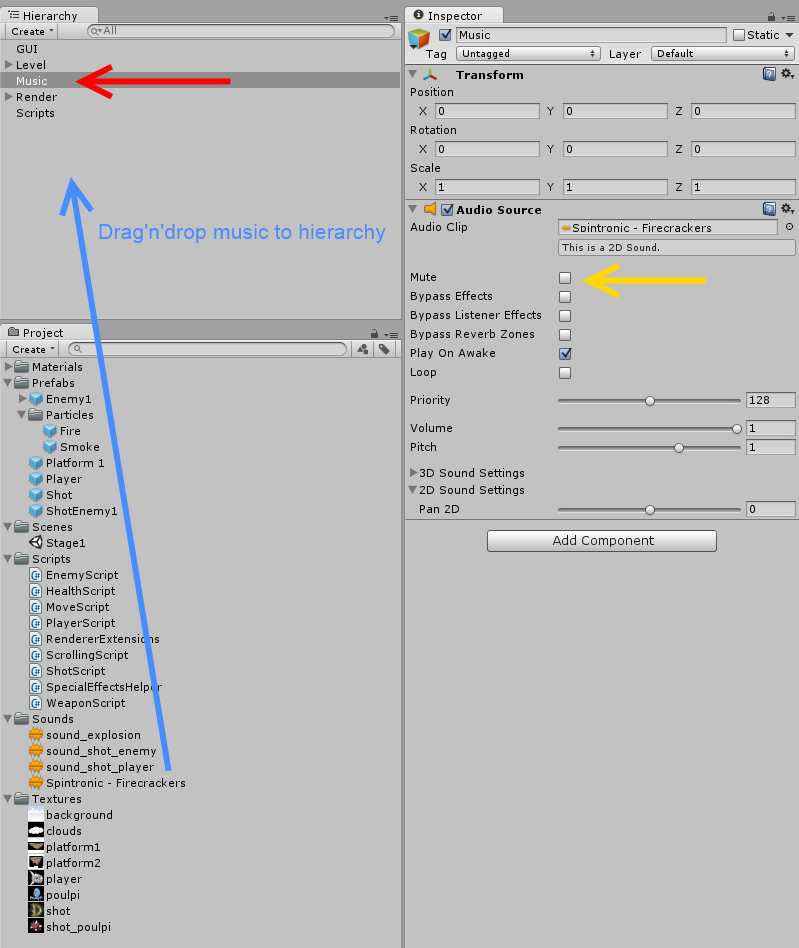 Hierarchy
Create
All
GUI
Level
Music
Render
Scripts
Drag'n'drop music to hierarchy
Project
Create
Materials
Prefabs
Enemy1
Particles
Fire
Smoke
Platform 1
Player
Shot
ShotEnemy1
Scenes
Stage1
Scripts
EnemyScript
HealthScript
MoveScript
PlayerScript
RendererExtensions
ScrollingScript
ShotScript
SpecialEffectsHelper
WeaponScript
Sounds
sound_explosion
sound_shot_enemy
sound_shot_player
Spintronic - Firecrackers
Textures
background
clouds
platform1
platform2
player
poulpi
shot
shot_poulpi
Inspector
Music Static
Tag Untagged Layer Default
Transform
Position
X 0 Y 0 Z 0
Rotation
X 0 Y 0 Z 0
Scale
X 1 Y 1 Z 1
Audio Source
Audio Clip Spintronic - Firecrackers
This is a 2D Sound.
Mute
Bypass Effects
Bypass Listener Effects
Bypass Reverb Zones
Play On Awake
Loop
Priority 128
Volume 1
Pitch 1
3D Sound Settings
2D Sound Settings
Pan 2D 0
Add Component